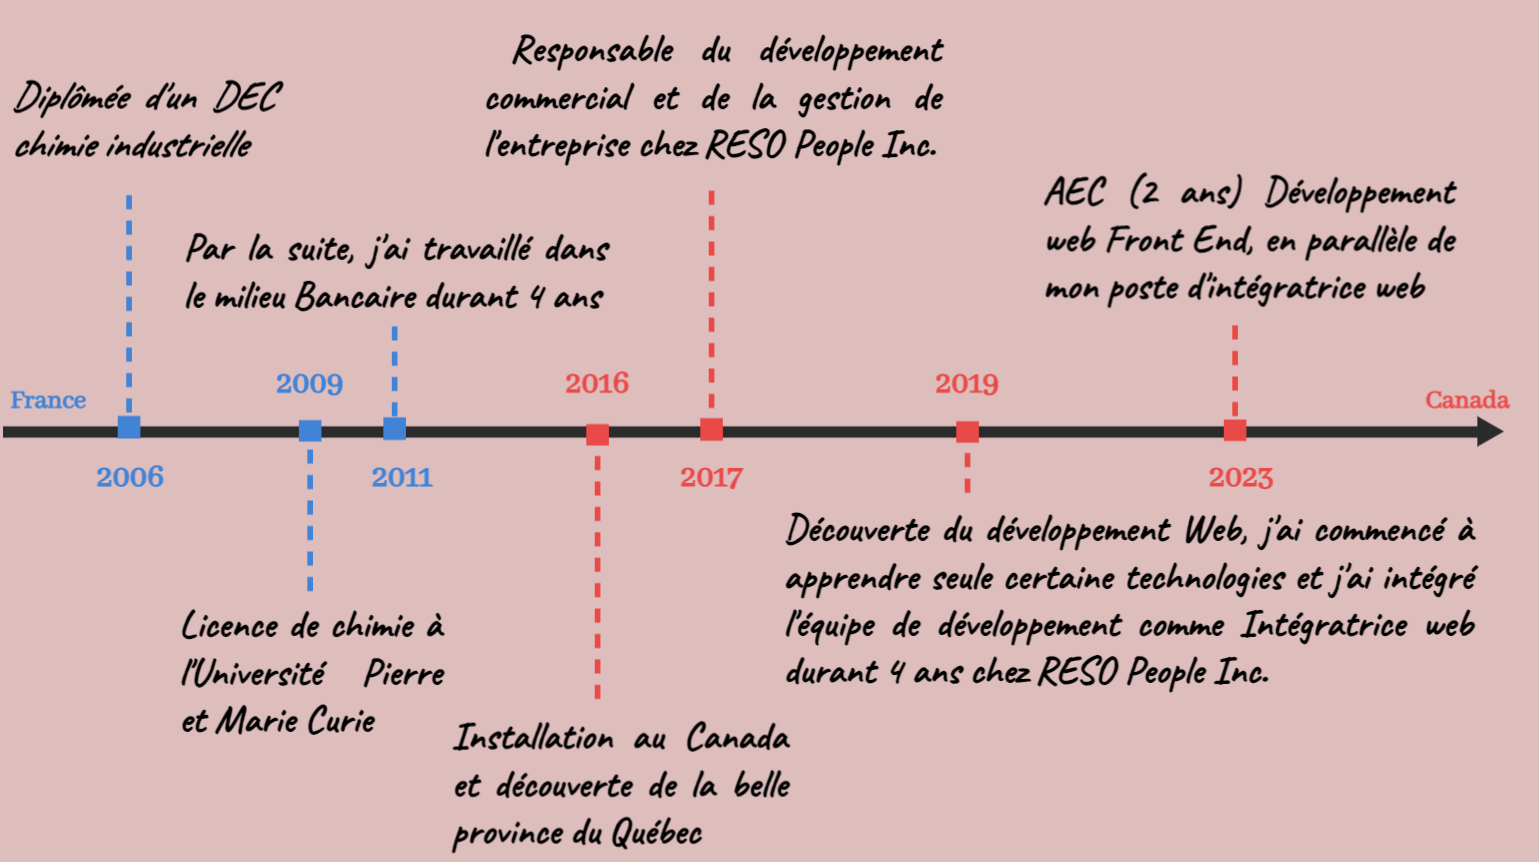 Diplômée d'un DEC
chimie industrielle
Responsable du développement
commercial et de la gestion de
l'entreprise chez RESO People Inc.
Par la suite, j'ai travaillé dans
le milieu Bancaire durant 4 ans
AEC (2 ans) Développement
web Front End, en parallèle de
mon poste d'intégratrice web
France
2009
2016
2019
Canada
2006
2011
2017
2023
Licence de chimie à
l'Université Pierre
et Marie Curie
Installation au Canada
et découverte de la belle
province du Québec
Découverte du développement Web, j'ai commencé à
apprendre seule certaine technologies et j'ai intégré
l'équipe de développement comme Intégratrice web
durant 4 ans chez RESO People Inc.